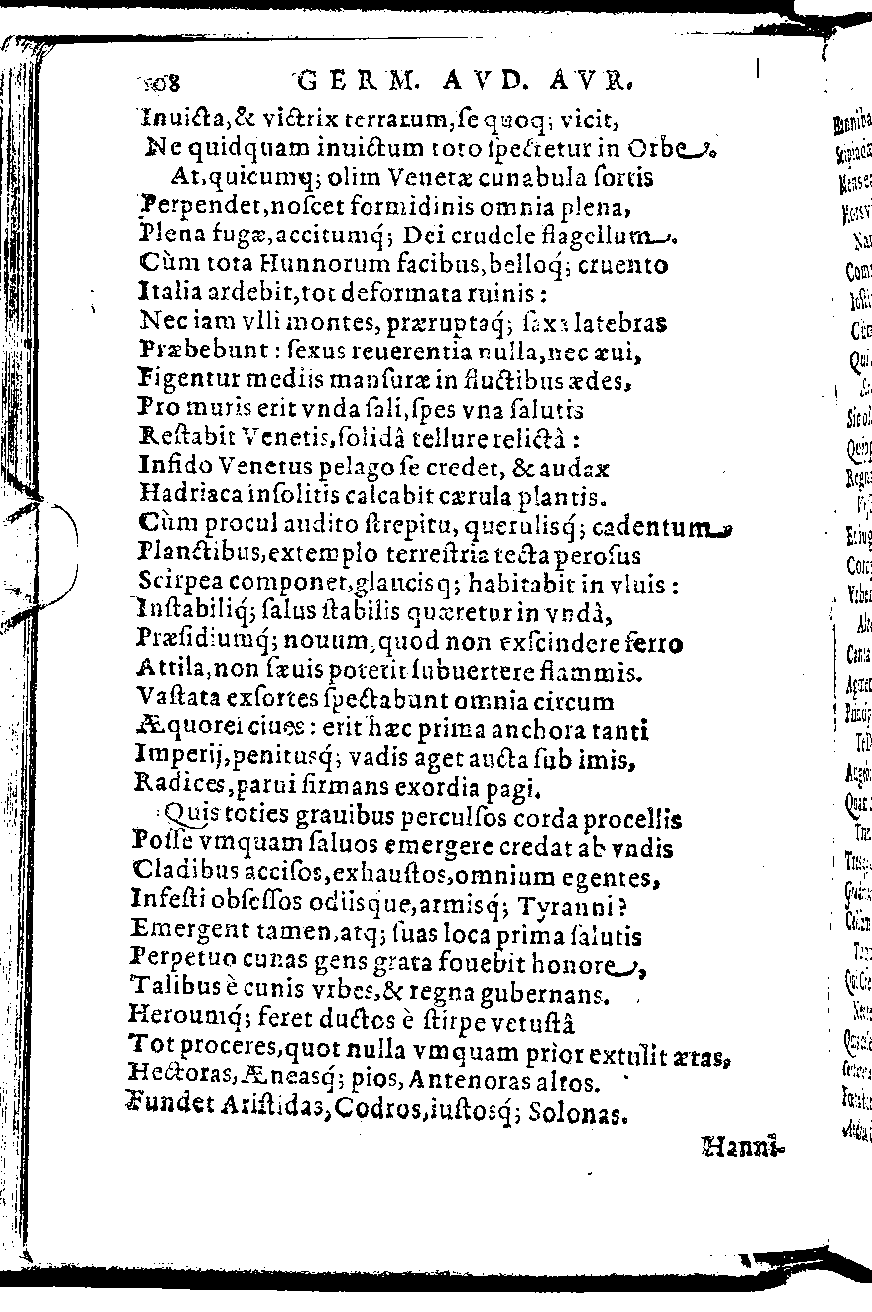 108 GERM. AVD. AVR.
Inuicta,& victrix terrarum,ſe quoq; vicit,
Ne quidquam inuictum toto ſpectetur in Orbe.
At,quicumq; olim Venetæ cunabula ſortis
Perpendet,noſcet formidinis omnia plena,
Plena fugæ,accitumq́; Dei crudele flagellum.
Cùm tota Hunnorum facibus,belloq́; cruento
Italia ardebit,tot deformata ruinis:
Nec iam vlli montes, præruptaq́; ſaxa latebras
Præbebunt: ſexus reuerentia nulla,nec æui,
Figentur mediis manſuræ in fluctibus ædes,
Pro muris erit vnda ſali,ſpes vna ſalutis
Reſtabit Venetis,ſolidâ tellure relictâ:
Infido Venetus pelago ſe credet, & audax
Hadriaca inſolitis calcabit cærula plantis.
Cùm procul audito ſtrepitu, querulisq́; cadentum
Planctibus,extemplo terreſtria tecta peroſus
Scirpea componet,glaucisq; habitabit in vluis:
Inſtabiliq́; ſalus ſtabilis quæretur in vndâ,
Præſidiumq́; nouum,quod non exſcindere ferro
Attila,non ſæuis poterit ſubuertere flammis.
Vaſtata exſortes ſpectabunt omnia circum
Æquorei ciues: erit hæc prima anchora tanti
Imperij,penitusq́; vadis aget aucta ſub imis,
Radices,parui firmans exordia pagi.
Quis toties grauibus perculſos corda procellis
Poſſe vmquam ſaluos emergere credat ab vndis
Cladibus acciſos,exhauſtos,omnium egentes,
Infeſti obſeſſos odiisque,armisq́; Tyranni?
Emergent tamen,atq; ſuas loca prima ſalutis
Perpetuo cunas gens grata fouebit honore,
Talibus è cunis vrbes,& regna gubernans.
Heroumq́; feret ductos è ſtirpe vetuſtâ
Tot proceres,quot nulla vmquam prior extulit ætas,
Hectoras,Æneasq́; pios, Antenoras altos.
Fundet Ariſtidas,Codros,iuſtosq́; Solonas.
Hanni-